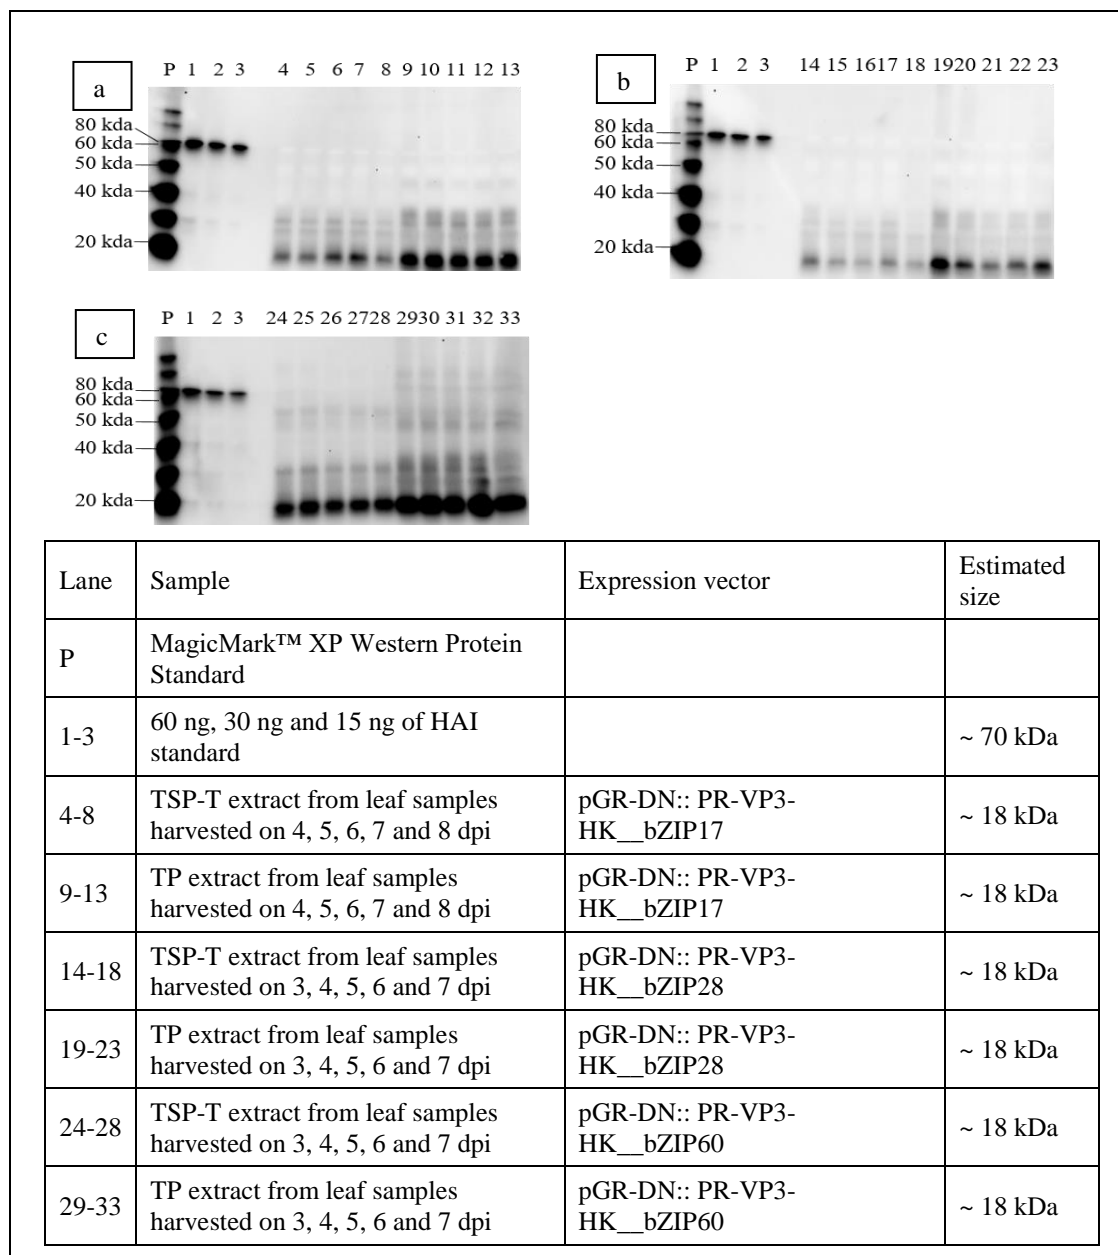 a
P 1 2 3 4 5 6 7 8 9 10 11 12 13
80 kda
60 kda
50 kda
40 kda
20 kda
b
P 1 2 3 14 15 16 17 18 19 20 21 22 23
80 kda
60 kda
50 kda
40 kda
20 kda
c
P 1 2 3 24 25 26 27 28 29 30 31 32 33
80 kda
60 kda
50 kda
40 kda
20 kda
Lane Sample Expression vector Estimated
size
P MagicMark™ XP Western Protein
Standard
1-3 60 ng, 30 ng and 15 ng of HAI
standard ~ 70 kDa
4-8 TSP-T extract from leaf samples
harvested on 4, 5, 6, 7 and 8 dpi pGR-DN:: PR-VP3-
HK__bZIP17 ~ 18 kDa
9-13 TP extract from leaf samples
harvested on 4, 5, 6, 7 and 8 dpi pGR-DN:: PR-VP3-
HK__bZIP17 ~ 18 kDa
14-18 TSP-T extract from leaf samples
harvested on 3, 4, 5, 6 and 7 dpi pGR-DN:: PR-VP3-
HK__bZIP28 ~ 18 kDa
19-23 TP extract from leaf samples
harvested on 3, 4, 5, 6 and 7 dpi pGR-DN:: PR-VP3-
HK__bZIP28 ~ 18 kDa
24-28 TSP-T extract from leaf samples
harvested on 3, 4, 5, 6 and 7 dpi pGR-DN:: PR-VP3-
HK__bZIP60 ~ 18 kDa
29-33 TP extract from leaf samples
harvested on 3, 4, 5, 6 and 7 dpi pGR-DN:: PR-VP3-
HK__bZIP60 ~ 18 kDa